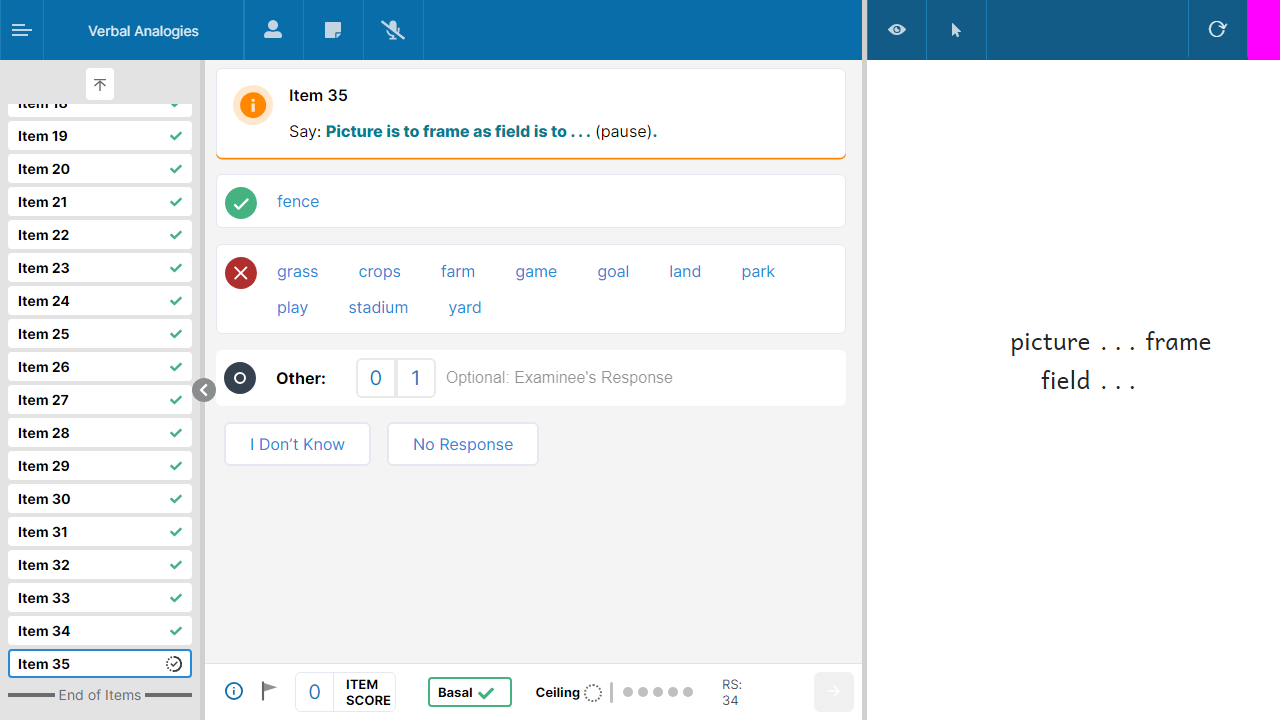 Verbal Analogies
Item 18
Item 19
Item 20
Item 21
Item 22
Item 23
Item 24
Item 25
Item 26
Item 27
Item 28
Item 29
Item 30
Item 31
Item 32
Item 33
Item 34
Item 35
End of Items
Item 35
Say: Picture is to frame as field is to . . . (pause).
fence
grass crops farm game goal land park
play stadium yard
Other: 0 1 Optional: Examinee's Response
I Don’t Know No Response
0 ITEM SCORE Basal Ceiling RS: 34
picture . . . frame
field . . .